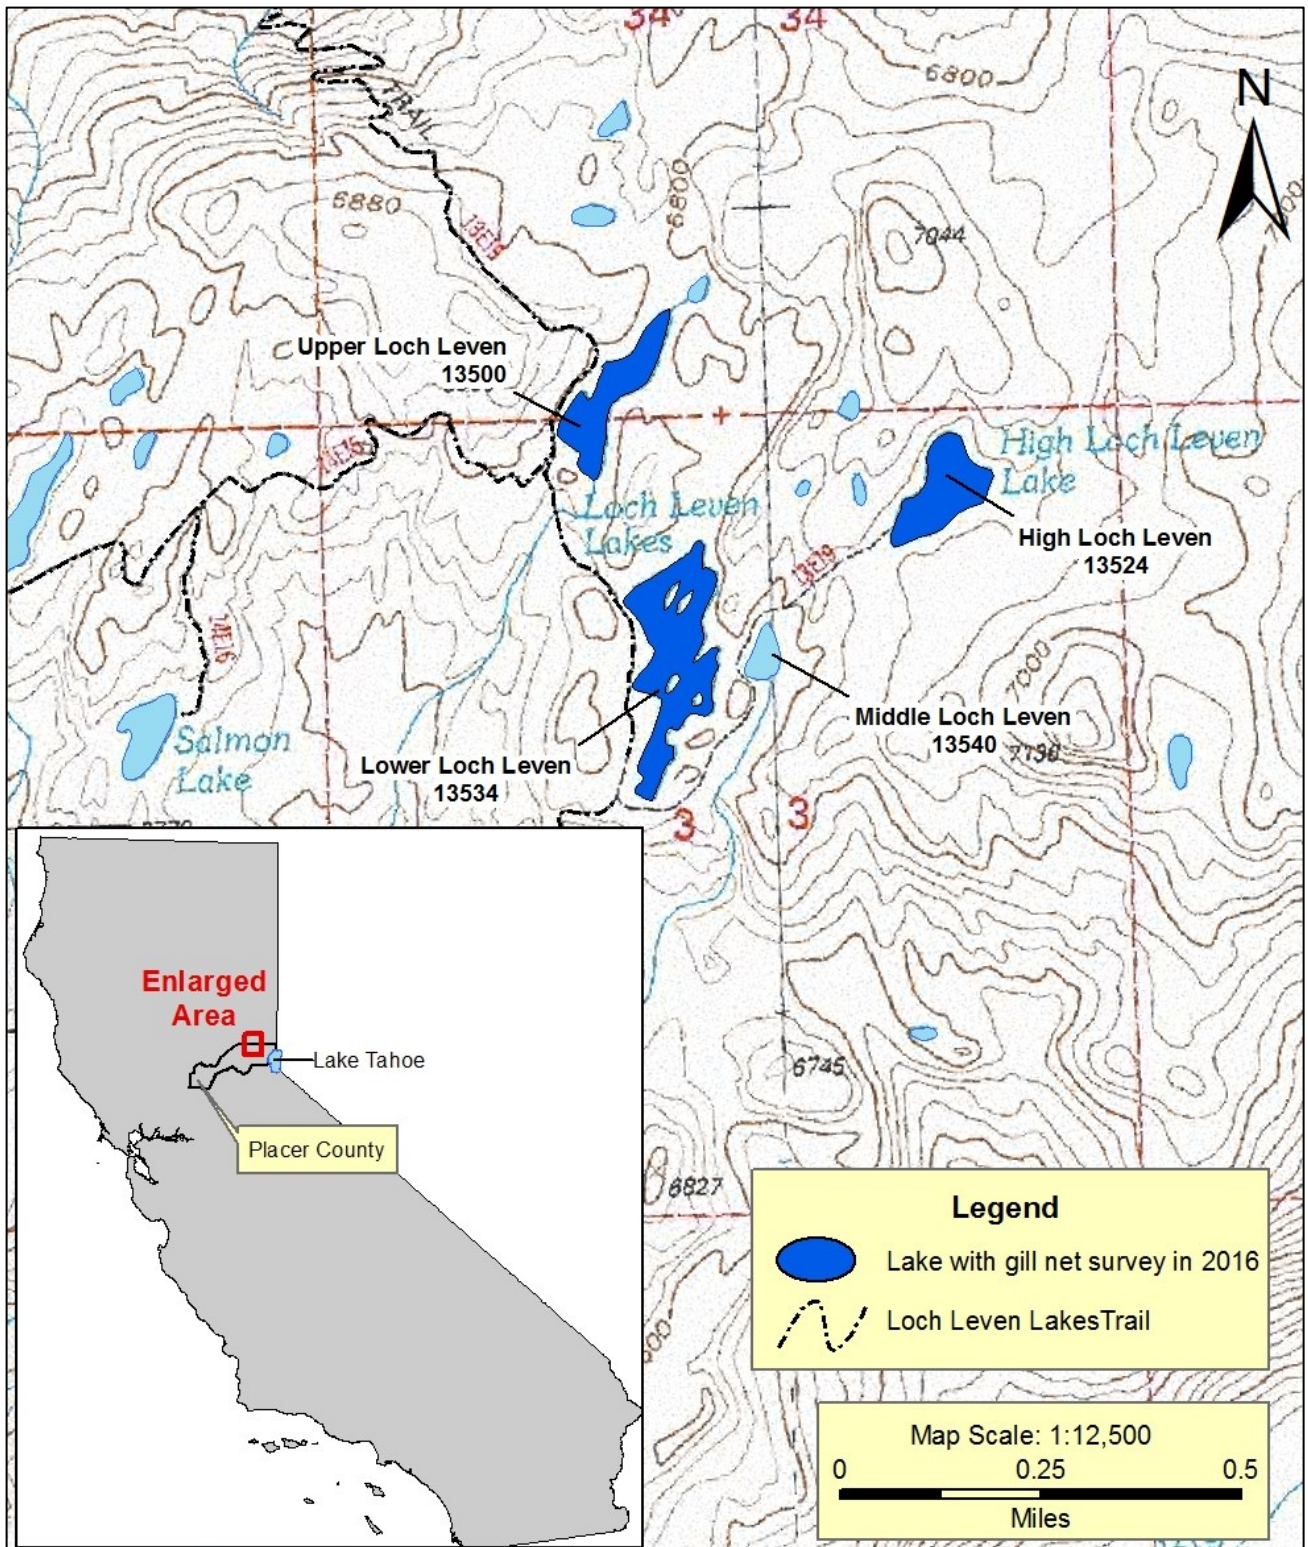 34
34
6800
N
TRAIL
6800
6880
13E19
7044
Upper Loch Leven
13500
14E16
High Loch Leven
Lake
Loch Leven
Lakes
High Loch Leven
13524
13E19
14E16
7000
Middle Loch Leven
13540
Salmon
Lake
Lower Loch Leven
13534
3
3
Enlarged
Area
Lake Tahoe
6745
Placer County
6827
Legend
Lake with gill net survey in 2016
Loch Leven LakesTrail
Map Scale: 1:12,500
0
0.25
0.5
Miles